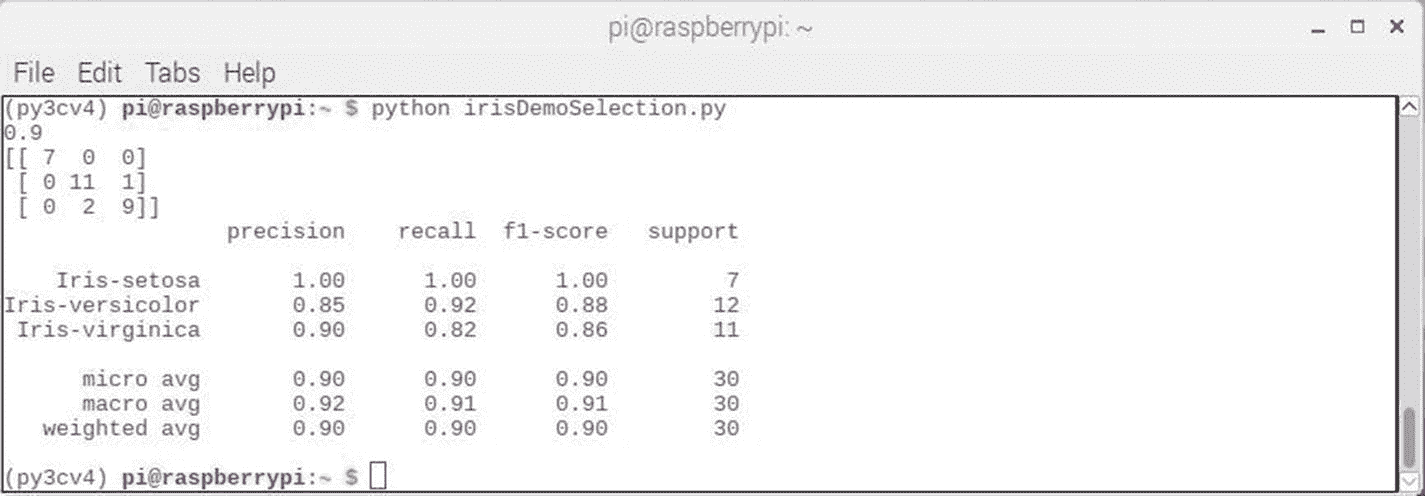 pi@raspberrypi: ~
File Edit Tabs Help
(py3cv4) pi@raspberrypi:~ $ python irisDemoSelection.py
0.9
[[ 7  0  0]
 [ 0 11  1]
 [ 0  2  9]]
                 precision    recall  f1-score   support

    Iris-setosa       1.00      1.00      1.00         7
Iris-versicolor       0.85      0.92      0.88        12
 Iris-virginica       0.90      0.82      0.86        11

      micro avg       0.90      0.90      0.90        30
      macro avg       0.92      0.91      0.91        30
   weighted avg       0.90      0.90      0.90        30

(py3cv4) pi@raspberrypi:~ $